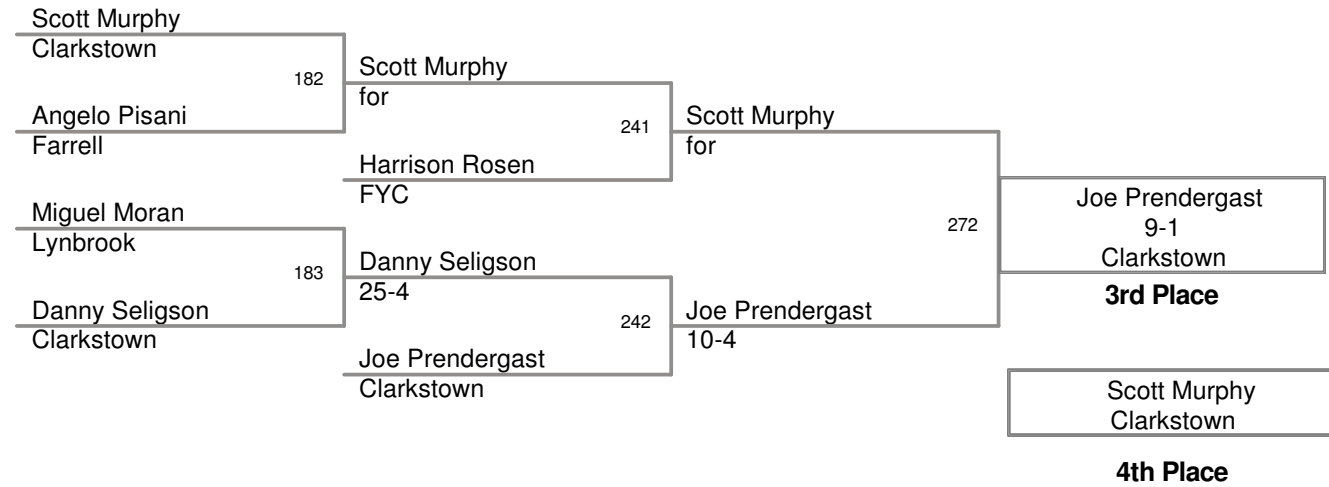 Scott Murphy
Clarkstown
182
Angelo Pisani
Farrell
Miguel Moran
Lynbrook
183
Danny Seligson
Clarkstown
Scott Murphy
for
241
Harrison Rosen
FYC
Danny Seligson
25-4
242
Joe Prendergast
Clarkstown
Scott Murphy
for
272
Joe Prendergast
10-4
Joe Prendergast
9-1
Clarkstown
3rd Place
Scott Murphy
Clarkstown
4th Place